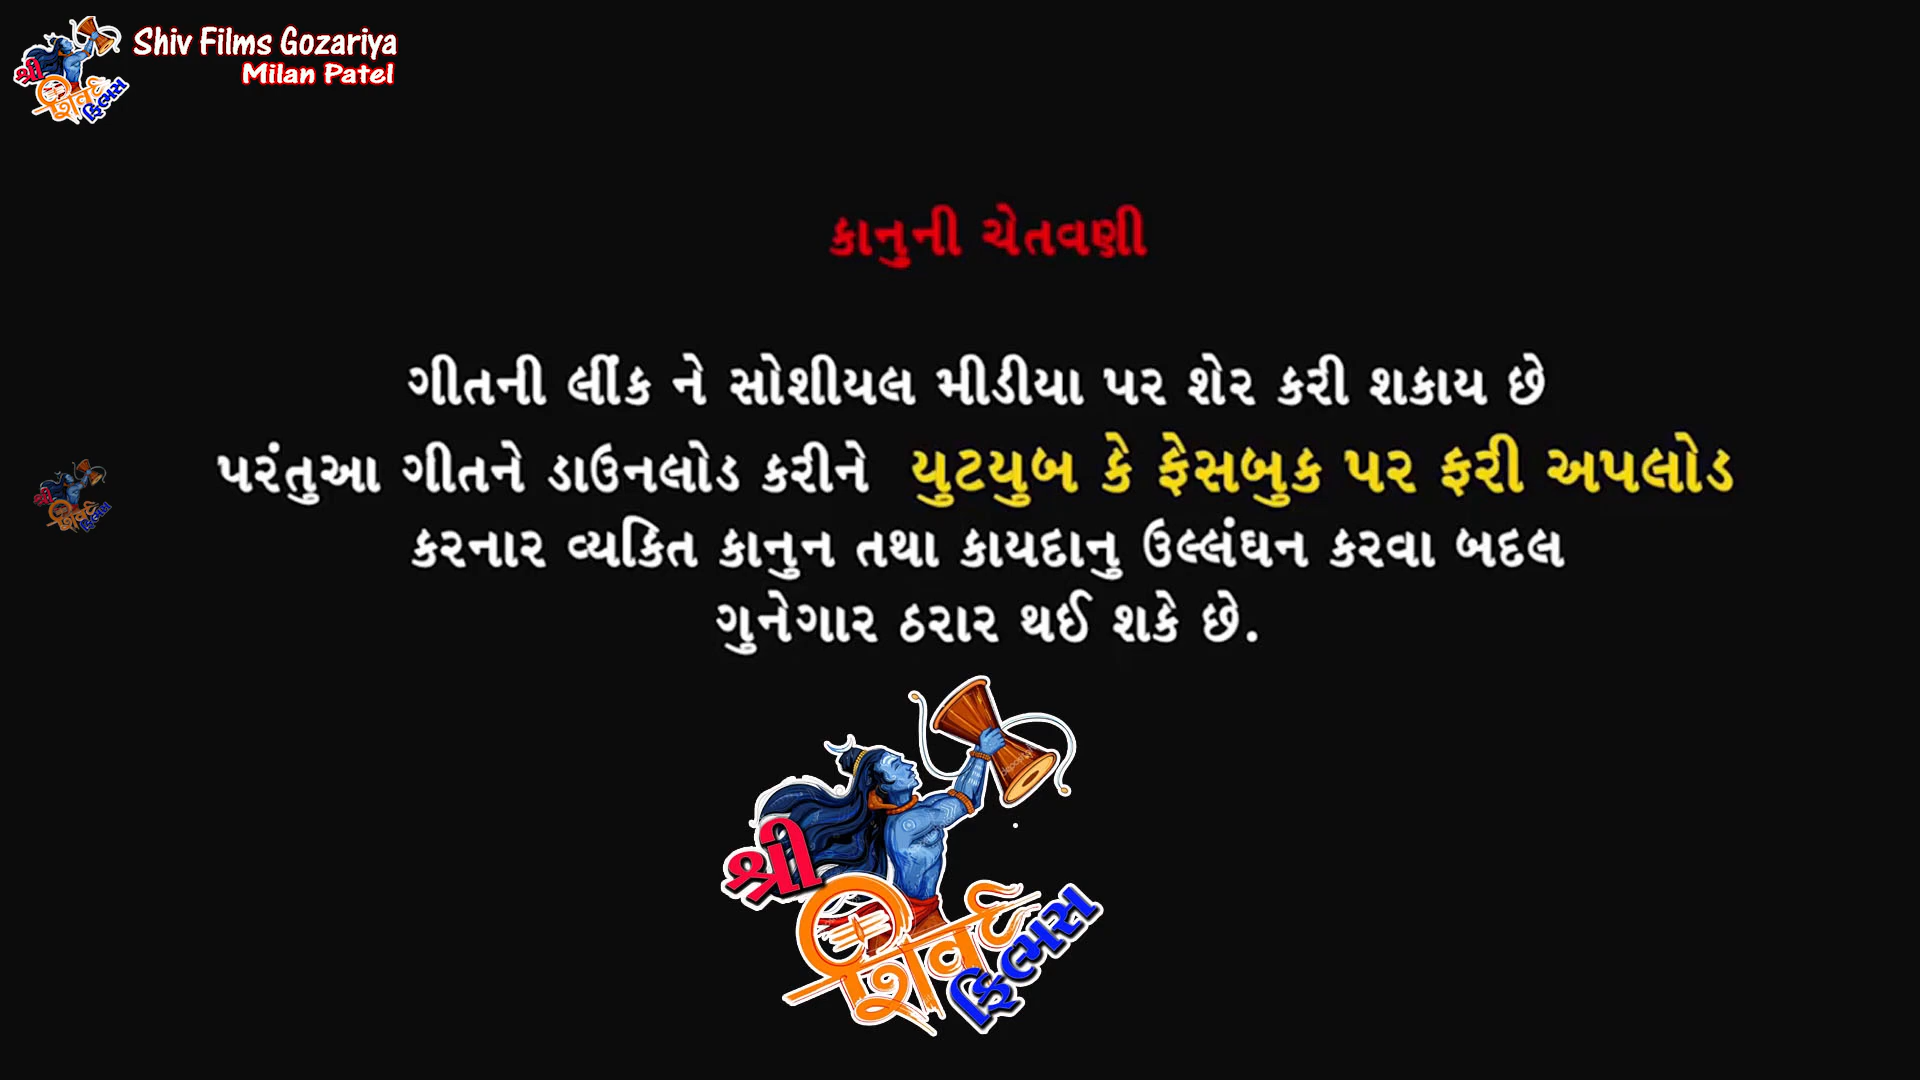 Shiv Films Gozariya
Milan Patel
કાનુની ચેતવણી
ગીતની લીંક ને સોશીયલ મીડીયા પર શેર કરી શકાય છે
પરંતુઆ ગીતને ડાઉનલોડ કરીને યુટયુબ કે ફેસબુક પર ફરી અપલોડ
કરનાર વ્યકિત કાનુન તથા કાયદાનુ ઉલ્લંઘન કરવા બદલ
ગુનેગાર ઠરાર થઈ શકે છે.
શ્રી
શિવ
ફિલ્મસ